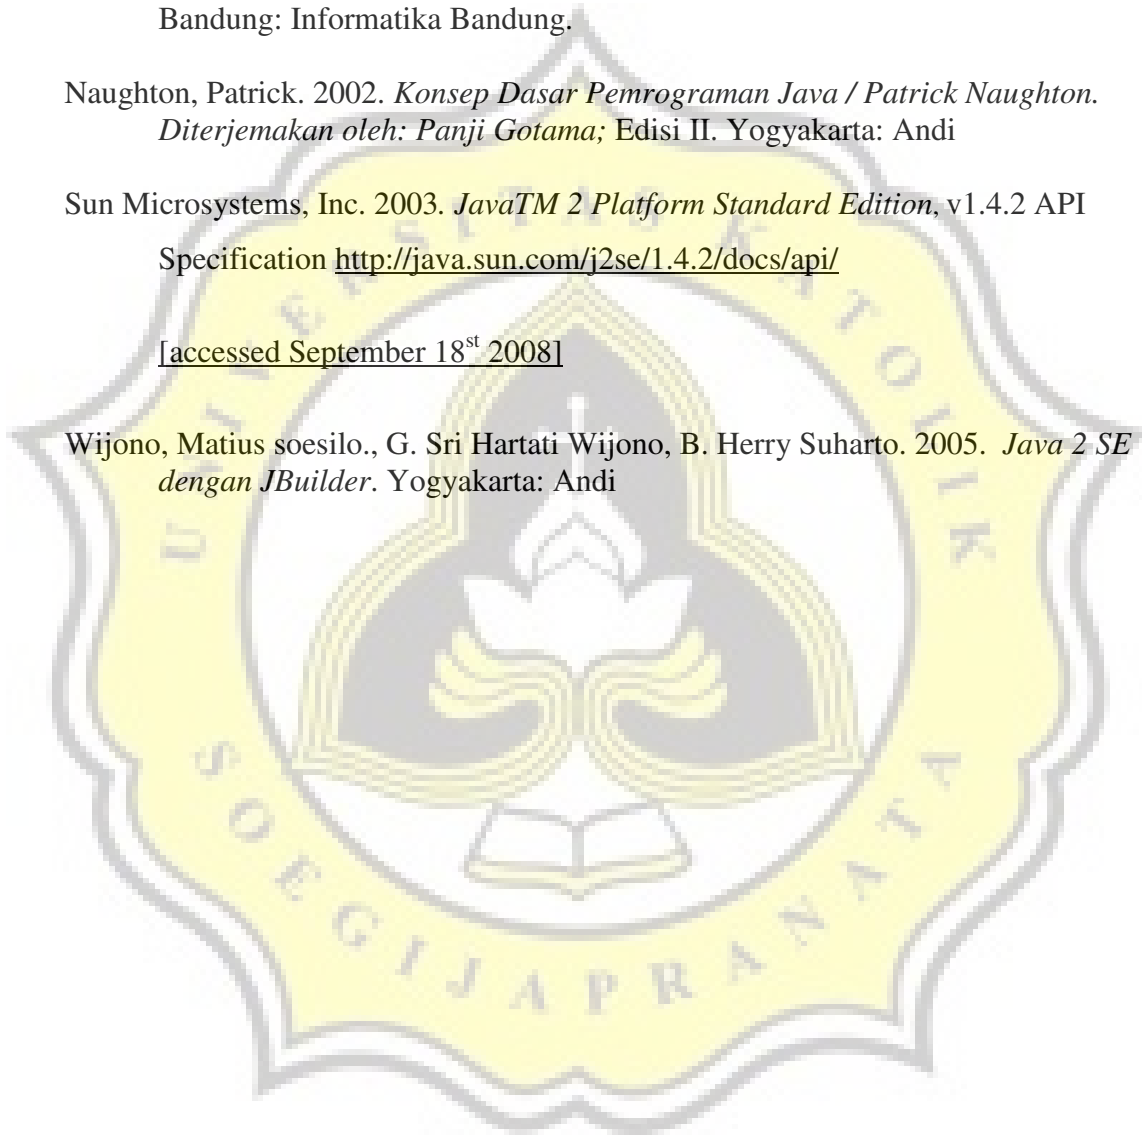 Bandung: Informatika Bandung.
Naughton, Patrick. 2002. Konsep Dasar Pemrograman Java / Patrick Naughton.
Diterjemakan oleh: Panji Gotama; Edisi II. Yogyakarta: Andi
Sun Microsystems, Inc. 2003. JavaTM 2 Platform Standard Edition, v1.4.2 API
Specification http://java.sun.com/j2se/1.4.2/docs/api/
[accessed September 18st 2008]
Wijono, Matius soesilo., G. Sri Hartati Wijono, B. Herry Suharto. 2005. Java 2 SE
dengan JBuilder. Yogyakarta: Andi
UNIVERSITAS KATOLIK
SOEGIJAPRANATA